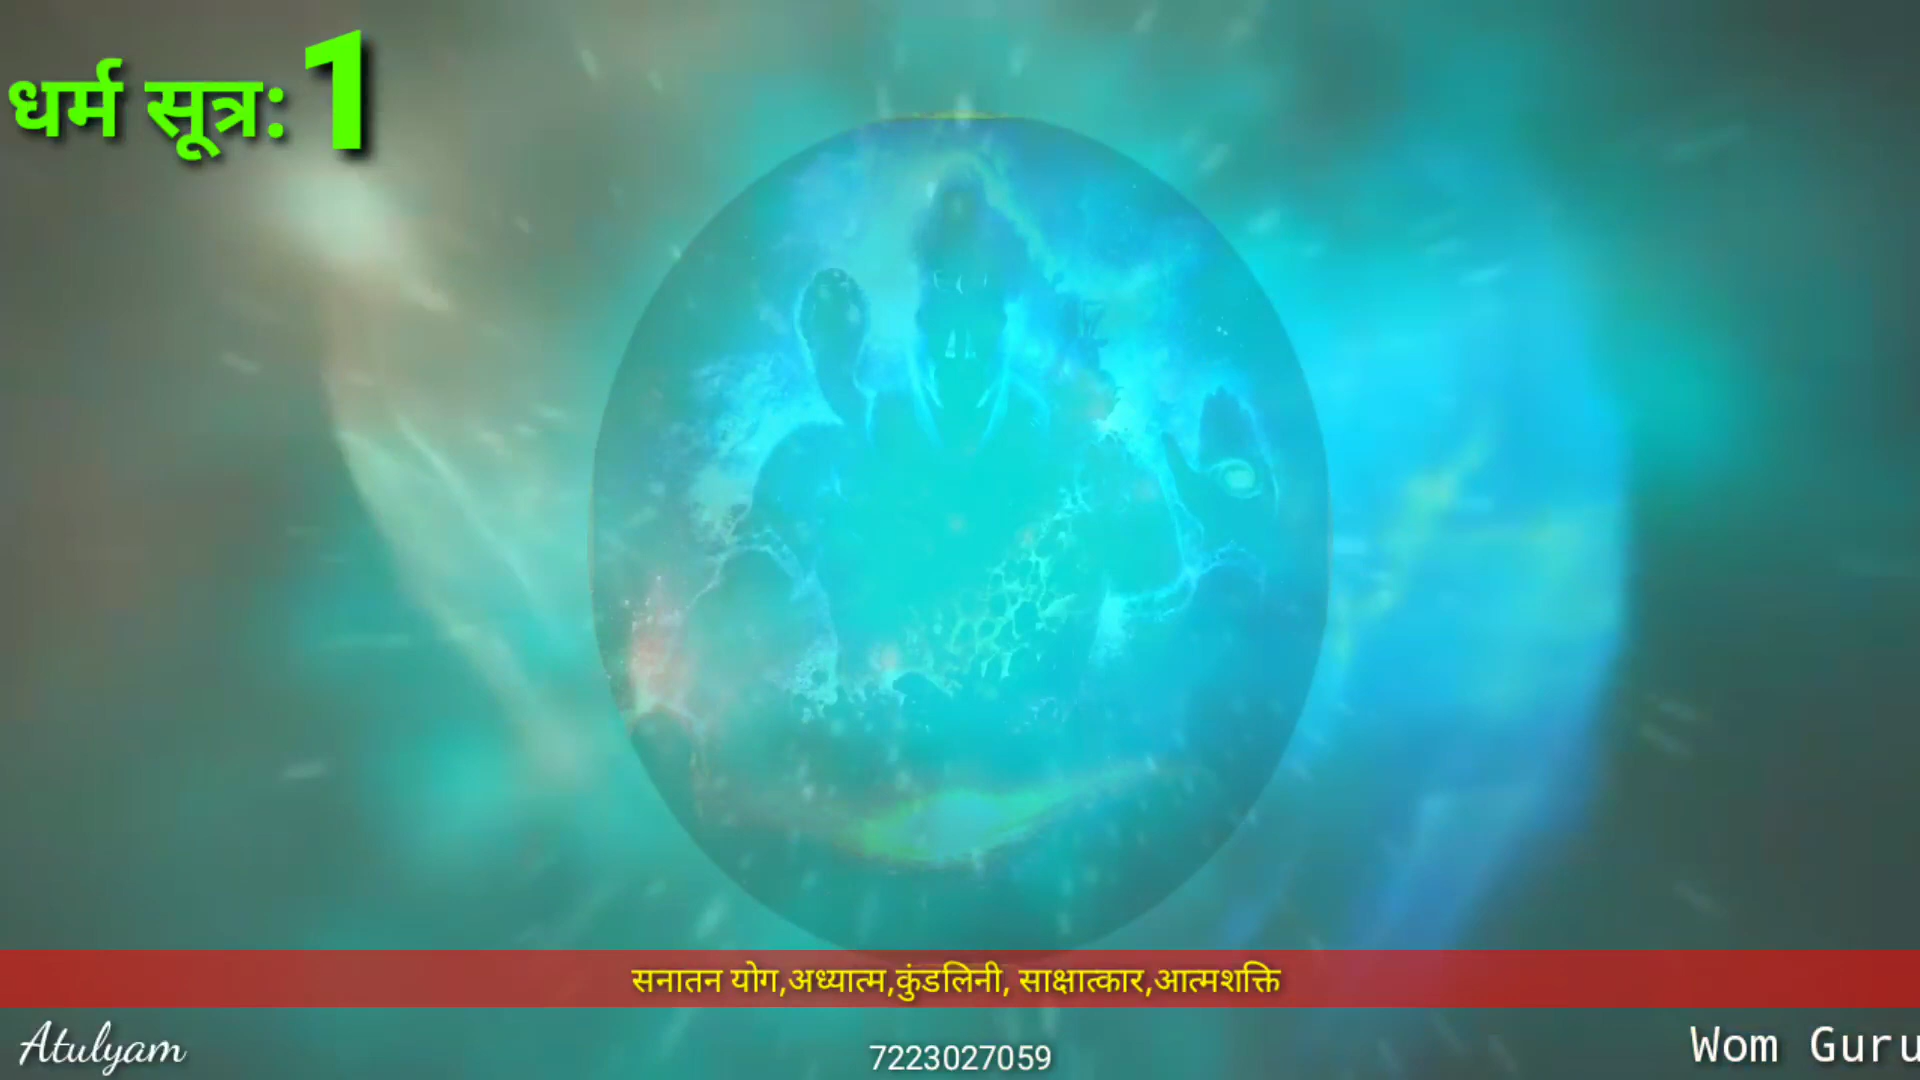 धर्म सूत्र: 1
सनातन योग,अध्यात्म,कुंडलिनी, साक्षात्कार,आत्मशक्ति
Atulyam
7223027059
Wom Guru